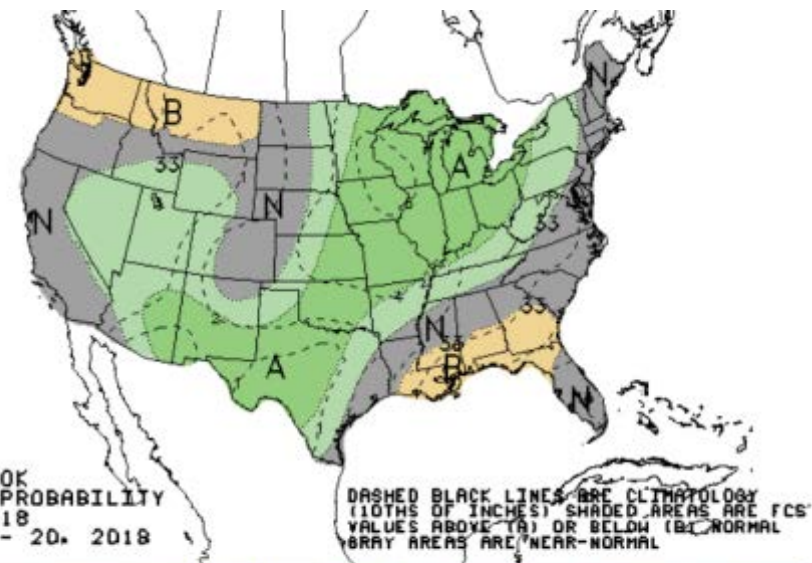 N
B
33
A
N
N
33
33
N
36
B
A
N
OK
PROBABILITY
18
- 20, 2018
DASHED BLACK LINES ARE CLIMATOLOGY
(10THS OF INCHES) SHADED AREAS ARE FCST
VALUES ABOVE (A) OR BELOW (B) NORMAL
GRAY AREAS ARE NEAR-NORMAL